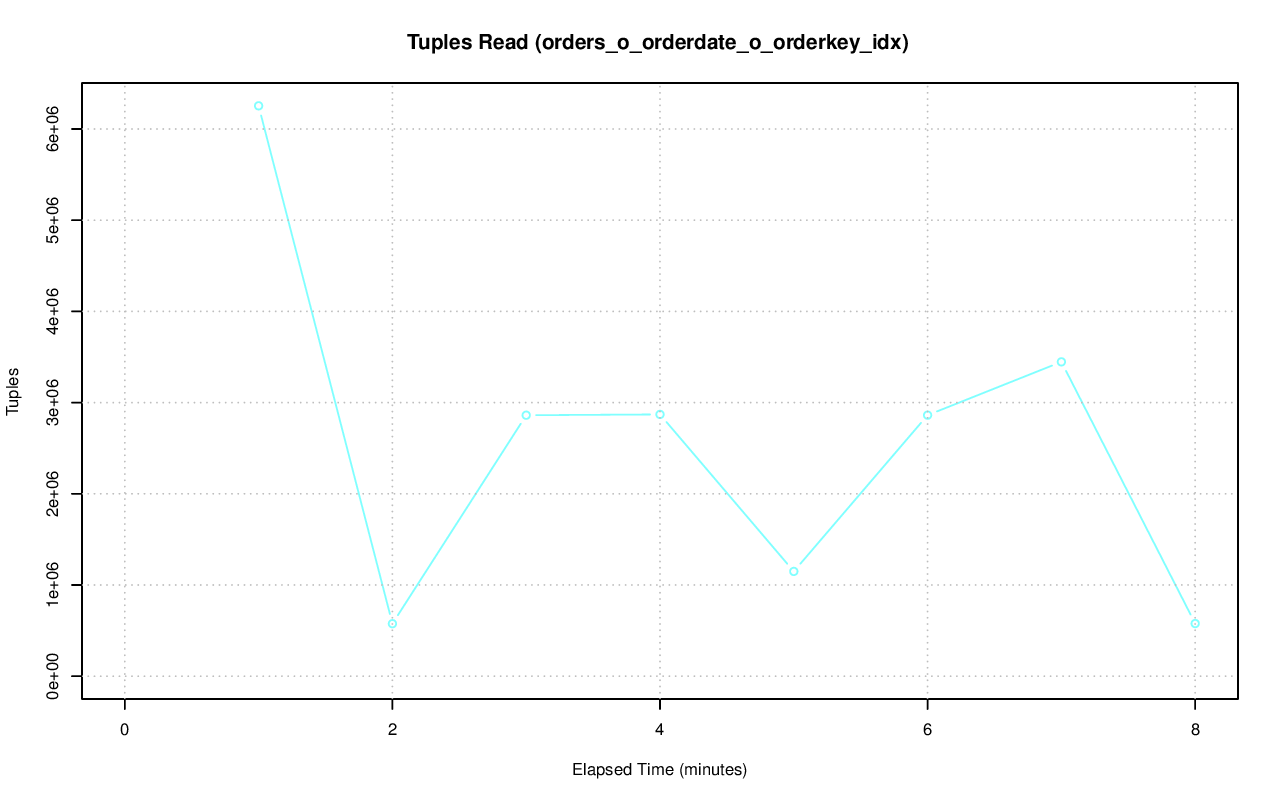 Tuples Read (orders_o_orderdate_o_orderkey_idx)
6e+06
5e+06
4e+06
3e+06
2e+06
1e+06
0e+00
Tuples
0 2 4 6 8
Elapsed Time (minutes)